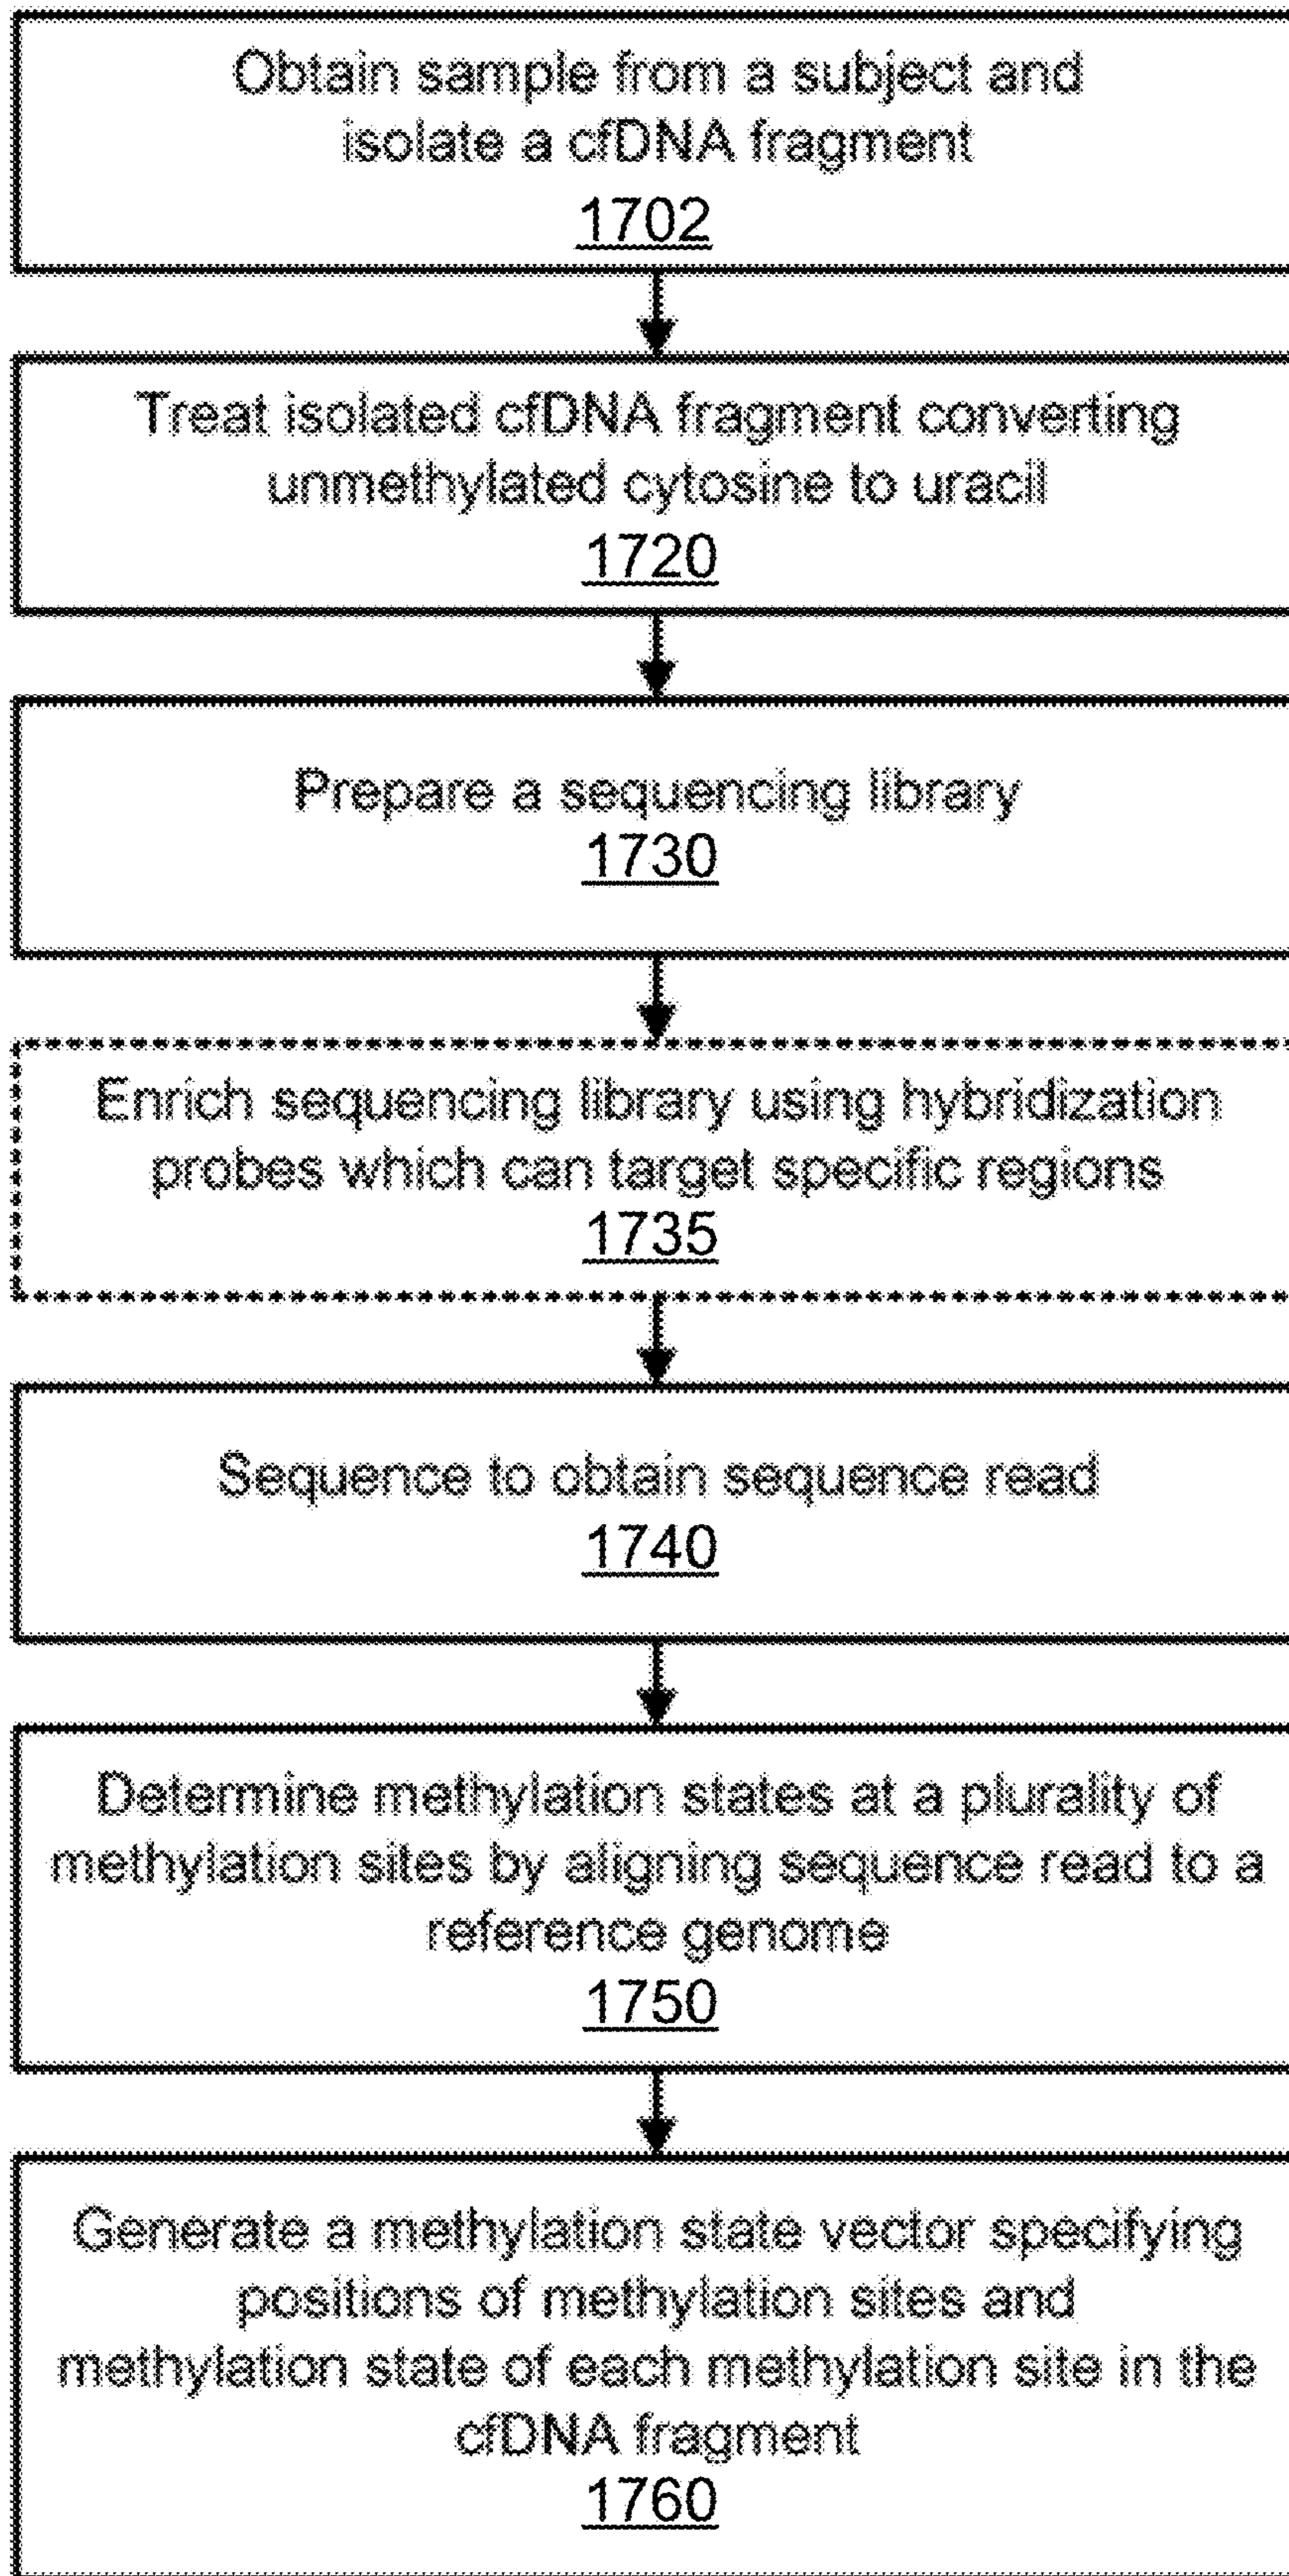 Obtain sample from a subject and
isolate a cfDNA fragment
1702
Treat isolated cfDNA fragment converting
unmethylated cytosine to uracil
1720
Prepare a sequencing library
1730
Enrich sequencing library using hybridization
probes which can target specific regions
1735
Sequence to obtain sequence read
1740
Determine methylation states at a plurality of
methylation sites by aligning sequence read to a
reference genome
1750
Generate a methylation state vector specifying
positions of methylation sites and
methylation state of each methylation site in the
cfDNA fragment
1760